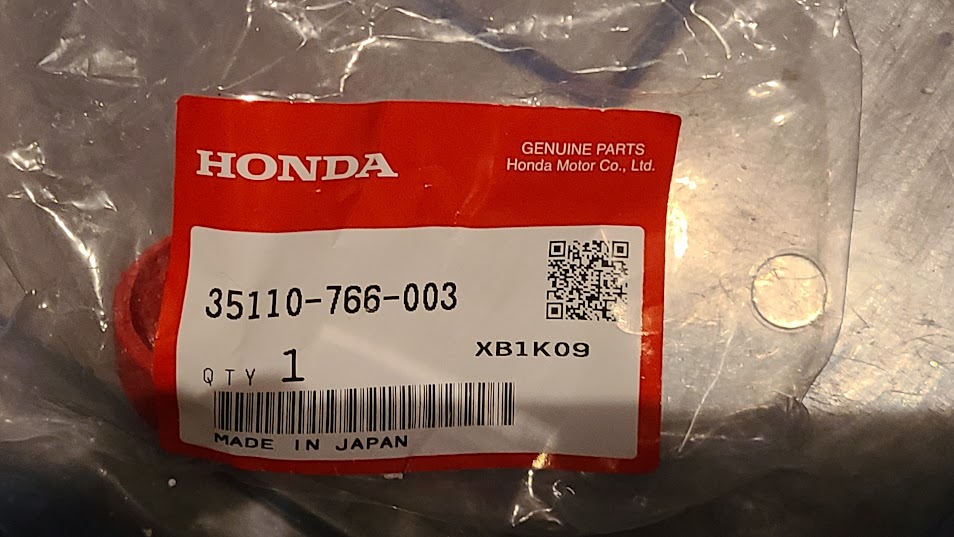 HONDA
GENUINE PARTS
Honda Motor Co., Ltd.
35110-766-003
XB1K09
QTY 1
MADE IN JAPAN